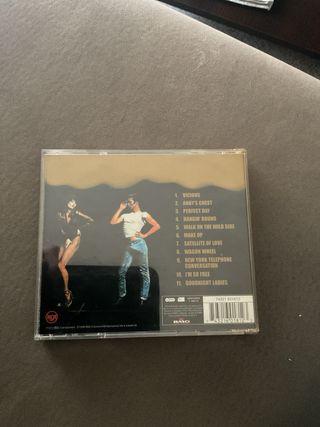 1. VICIOUS
2. ANDY'S CHEST
3. PERFECT DAY
4. HANGIN' ROUND
5. WALK ON THE WILD SIDE
6. MAKE UP
7. SATELLITE OF LOVE
8. WAGON WHEEL
9. NEW YORK TELEPHONE
CONVERSATION
10. I'M SO FREE
11. GOODNIGHT LADIES
RCA
BMG